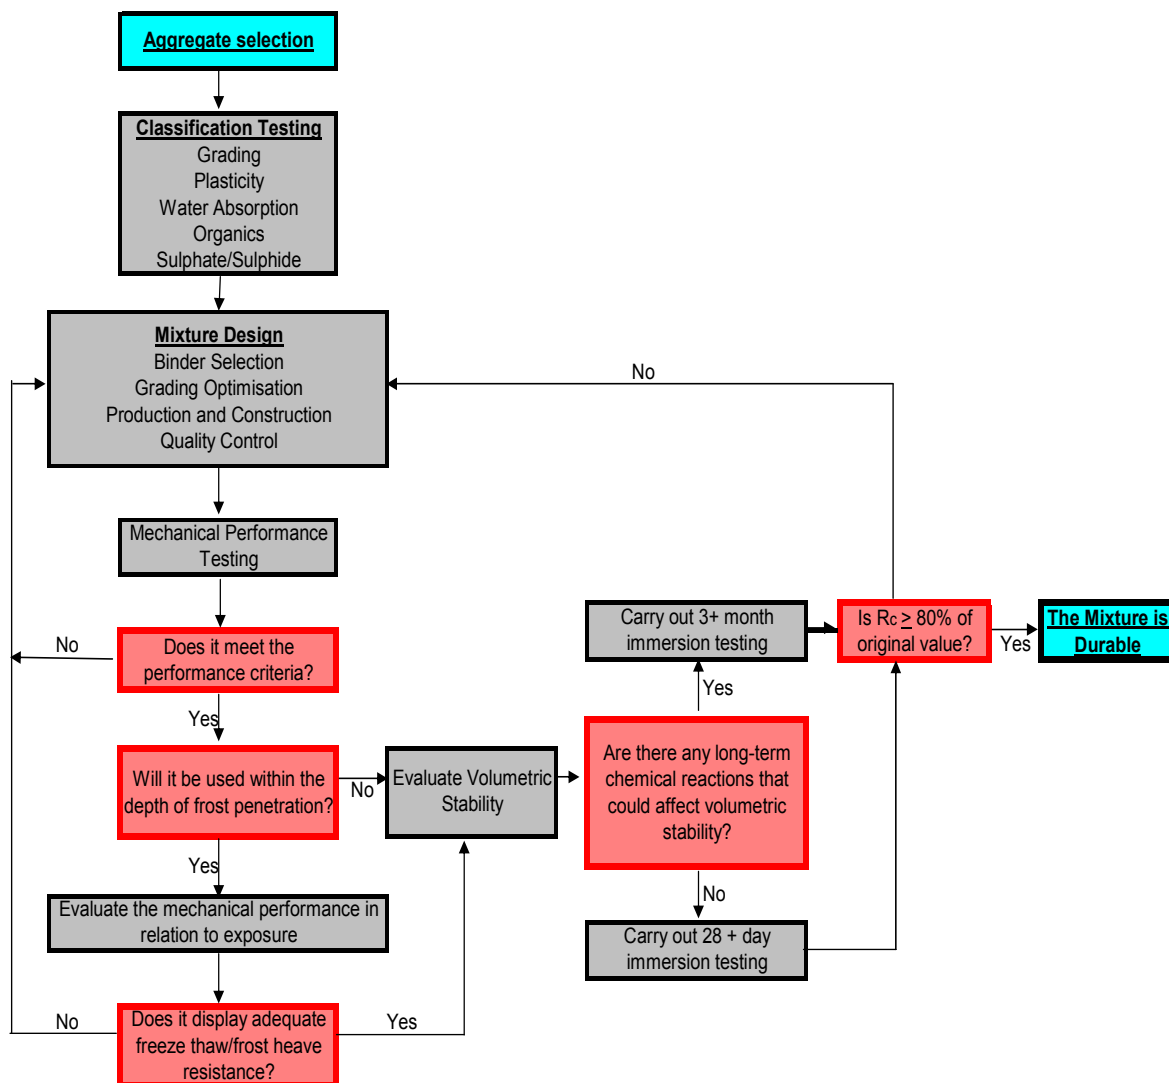 Aggregate selection
Classification Testing
Grading
Plasticity
Water Absorption
Organics
Sulphate/Sulphide
Mixture Design
Binder Selection
Grading Optimisation
Production and Construction
Quality Control
No
Mechanical Performance
Testing
No
Does it meet the
performance criteria?
Yes
Will it be used within the
depth of frost penetration?
No
Evaluate Volumetric
Stability
Yes
Evaluate the mechanical performance in
relation to exposure
No
Does it display adequate
freeze thaw/frost heave
resistance?
Yes
Are there any long-term
chemical reactions that
could affect volumetric
stability?
Yes
Carry out 3+ month
immersion testing
No
Carry out 28 + day
immersion testing
Is Rc ≥ 80% of
original value?
Yes
The Mixture is
Durable